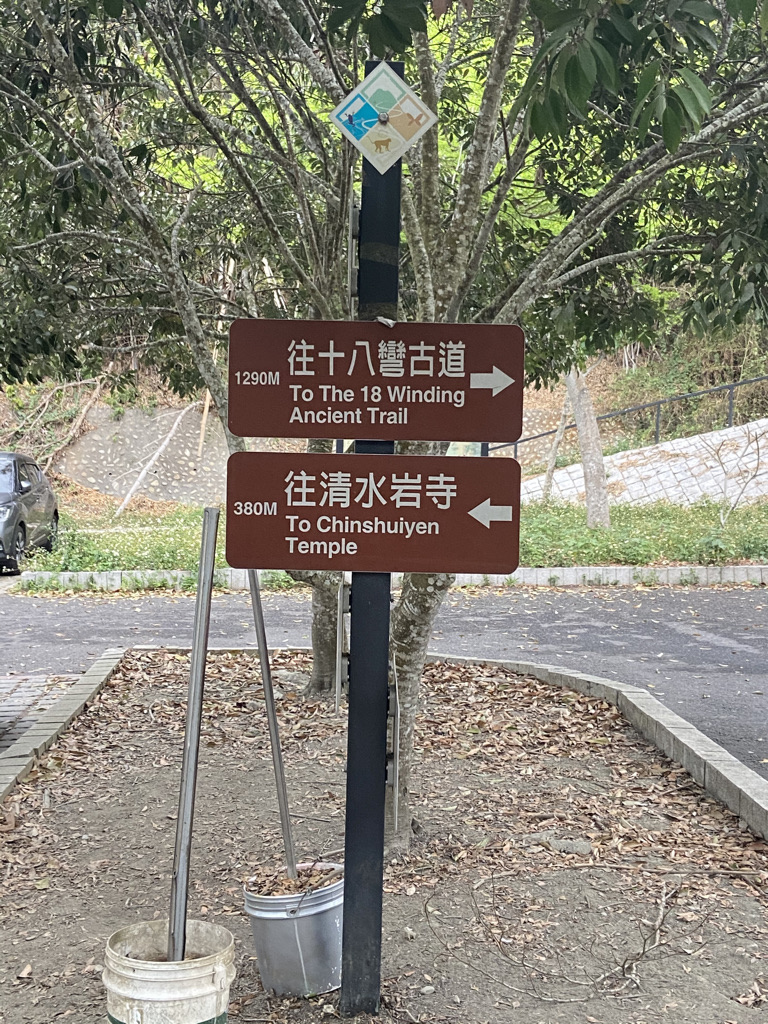 往十八彎古道
1290M
To The 18 Winding
Ancient Trail
往清水岩寺
380M
To Chinshuiyen
Temple